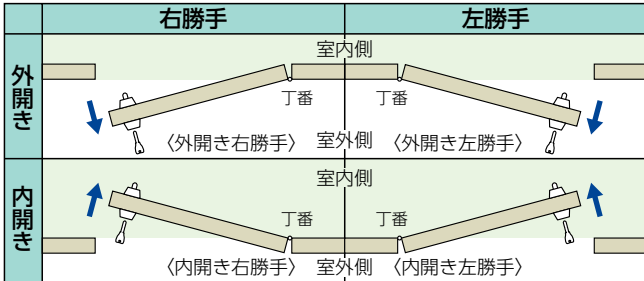 右勝手 左勝手
外開き
室内側
丁番 丁番
〈外開き右勝手〉 室外側 〈外開き左勝手〉
内開き
室内側
丁番 丁番
〈内開き右勝手〉 室外側 〈内開き左勝手〉